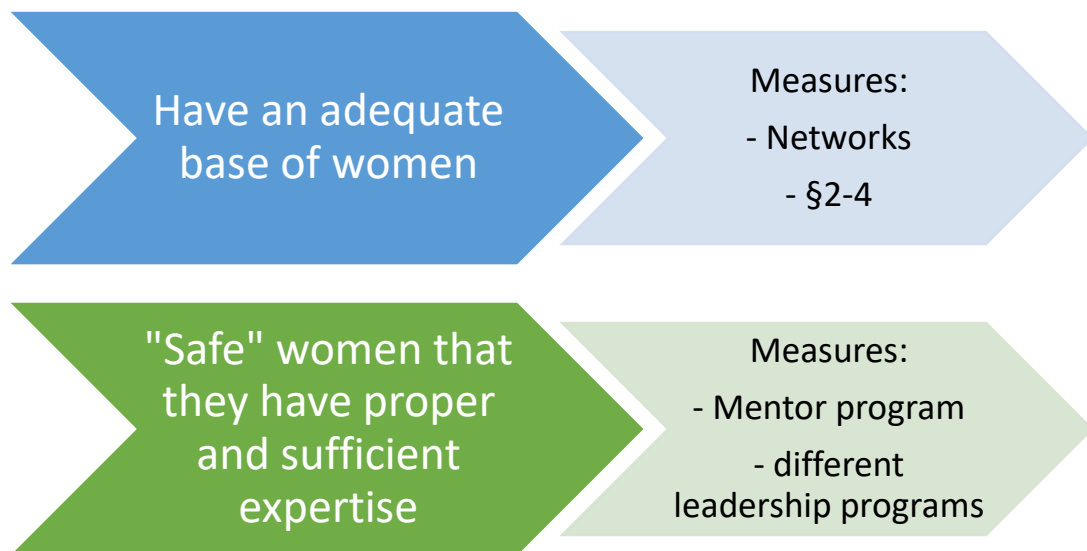 Have an adequate
base of women
Measures:
- Networks
- §2-4
"Safe" women that
they have proper
and sufficient
expertise
Measures:
- Mentor program
- different
leadership programs